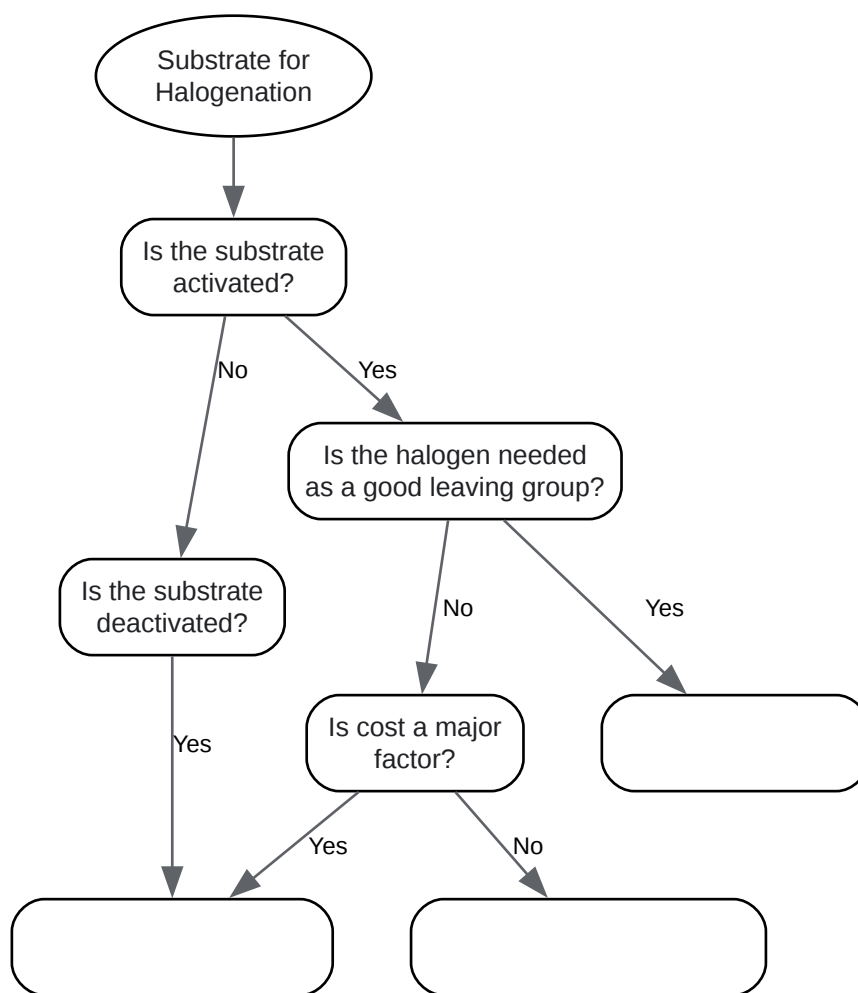 Substrate for
Halogenation
Is the substrate
activated?
No
Yes
Is the halogen needed
as a good leaving group?
Is the substrate
deactivated?
No
Yes
Is cost a major
factor?
Yes
Yes
No